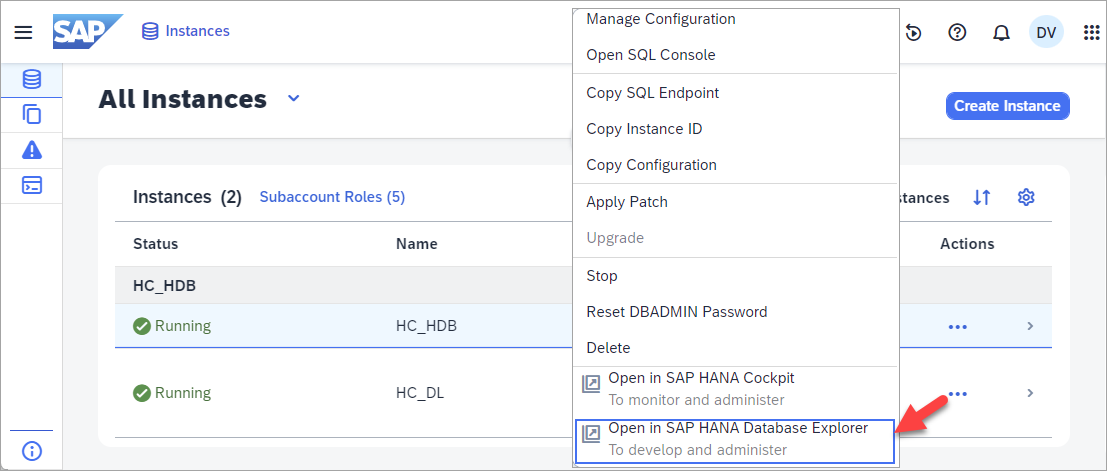 SAP
Instances
DV
All Instances
Create Instance
Instances (2)
Subaccount Roles (5)
Status
Name
Actions
HC_HDB
Running
HC_HDB
Running
HC_DL
Manage Configuration
Open SQL Console
Copy SQL Endpoint
Copy Instance ID
Copy Configuration
Apply Patch
Upgrade
Stop
Reset DBADMIN Password
Delete
Open in SAP HANA Cockpit
To monitor and administer
Open in SAP HANA Database Explorer
To develop and administer